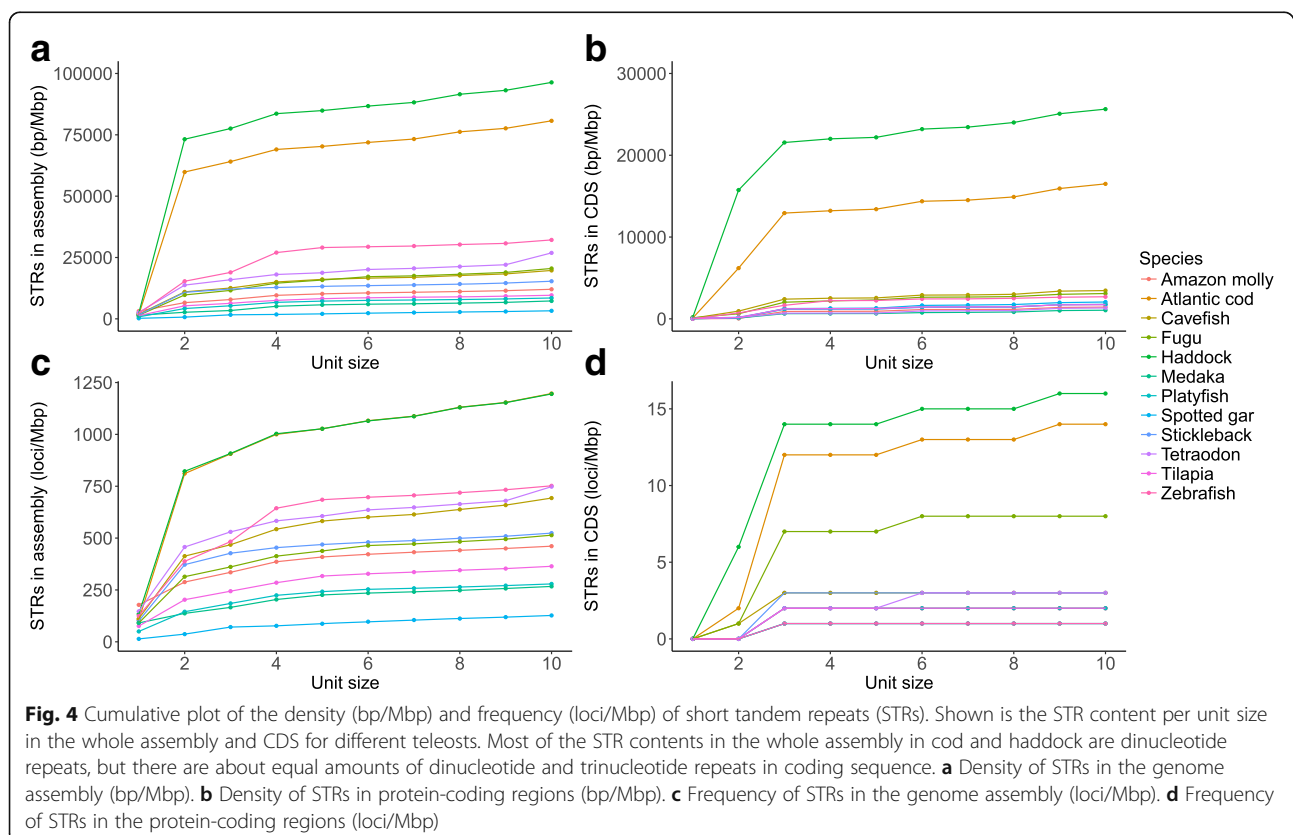 a
100000
75000
50000
25000
0
STRs in assembly (bp/Mbp)
2 4 6 8 10
Unit size
b
30000
20000
10000
0
STRs in CDS (bp/Mbp)
2 4 6 8 10
Unit size
c
1250
1000
750
500
250
0
STRs in assembly (loci/Mbp)
2 4 6 8 10
Unit size
d
15
10
5
0
STRs in CDS (loci/Mbp)
2 4 6 8 10
Unit size
Species
Amazon molly
Atlantic cod
Cavefish
Fugu
Haddock
Medaka
Platyfish
Spotted gar
Stickleback
Tetraodon
Tilapia
Zebrafish
Fig. 4 Cumulative plot of the density (bp/Mbp) and frequency (loci/Mbp) of short tandem repeats (STRs). Shown is the STR content per unit size
in the whole assembly and CDS for different teleosts. Most of the STR contents in the whole assembly in cod and haddock are dinucleotide
repeats, but there are about equal amounts of dinucleotide and trinucleotide repeats in coding sequence. a Density of STRs in the genome
assembly (bp/Mbp). b Density of STRs in protein-coding regions (bp/Mbp). c Frequency of STRs in the genome assembly (loci/Mbp). d Frequency
of STRs in the protein-coding regions (loci/Mbp)